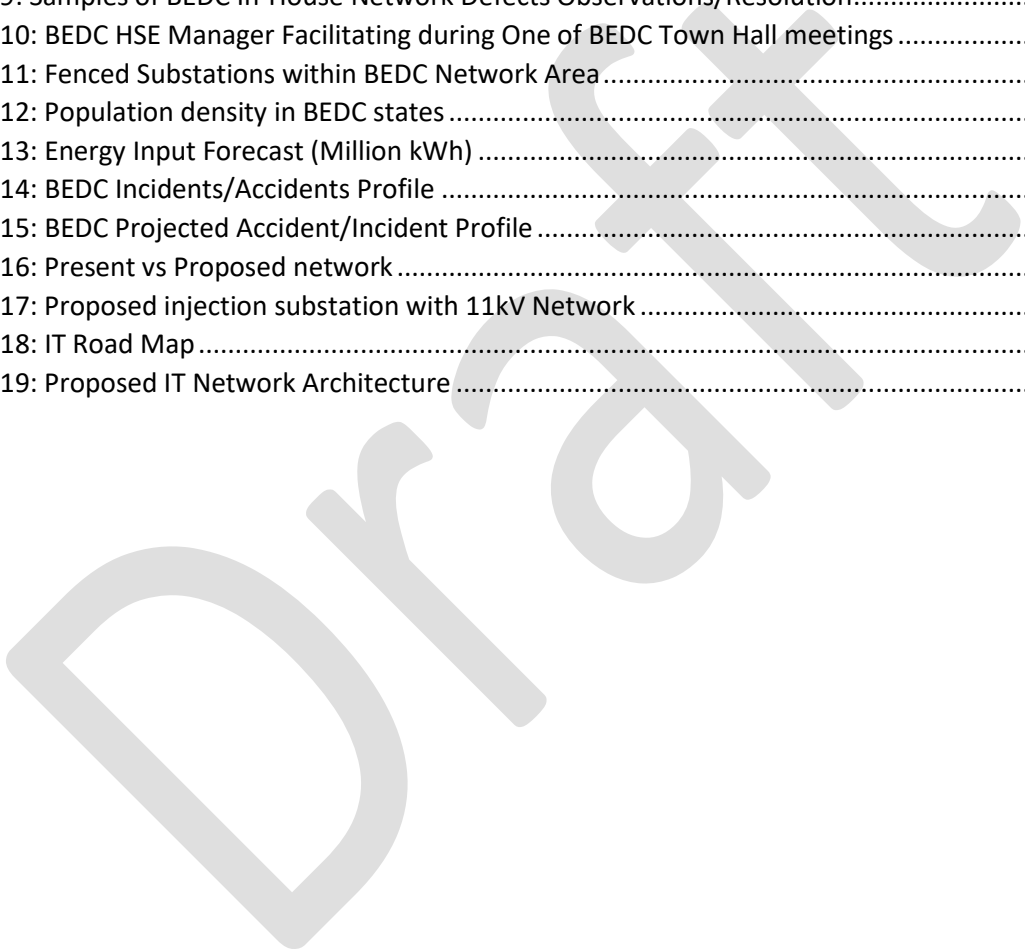 9: Samples of BEDC In-House Network Defects Observations/Resolution..............
10: BEDC HSE Manager Facilitating during One of BEDC Town Hall meetings..............
11: Fenced Substations within BEDC Network Area..............
12: Population density in BEDC states..............
13: Energy Input Forecast (Million kWh)..............
14: BEDC Incidents/Accidents Profile..............
15: BEDC Projected Accident/Incident Profile..............
16: Present vs Proposed network..............
17: Proposed injection substation with 11kV Network..............
18: IT Road Map..............
19: Proposed IT Network Architecture..............
Draft